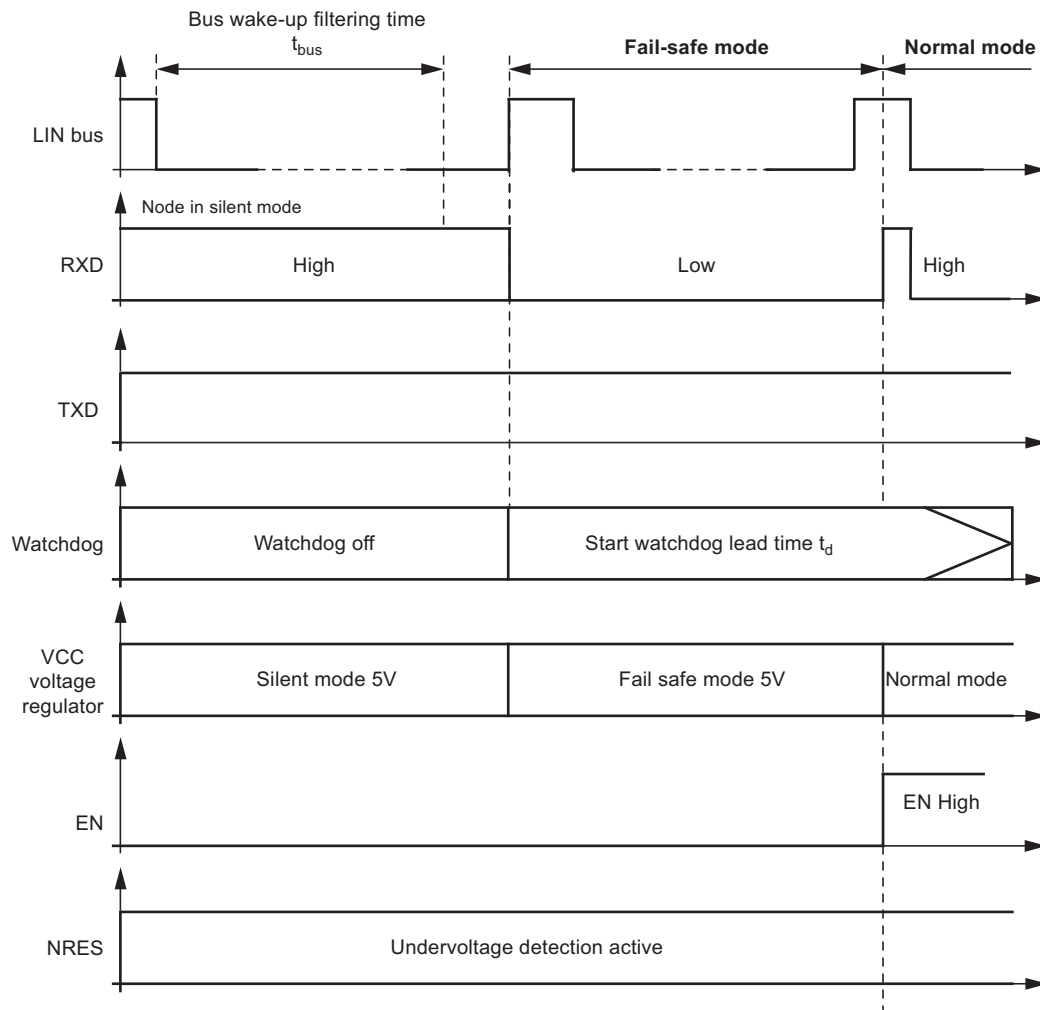 Bus wake-up filtering time
tbus
Fail-safe mode
Normal mode
LIN bus
Node in silent mode
RXD
High
Low
High
TXD
Watchdog
Watchdog off
Start watchdog lead time td
VCC
voltage
regulator
Silent mode 5V
Fail safe mode 5V
Normal mode
EN
EN High
NRES
Undervoltage detection active